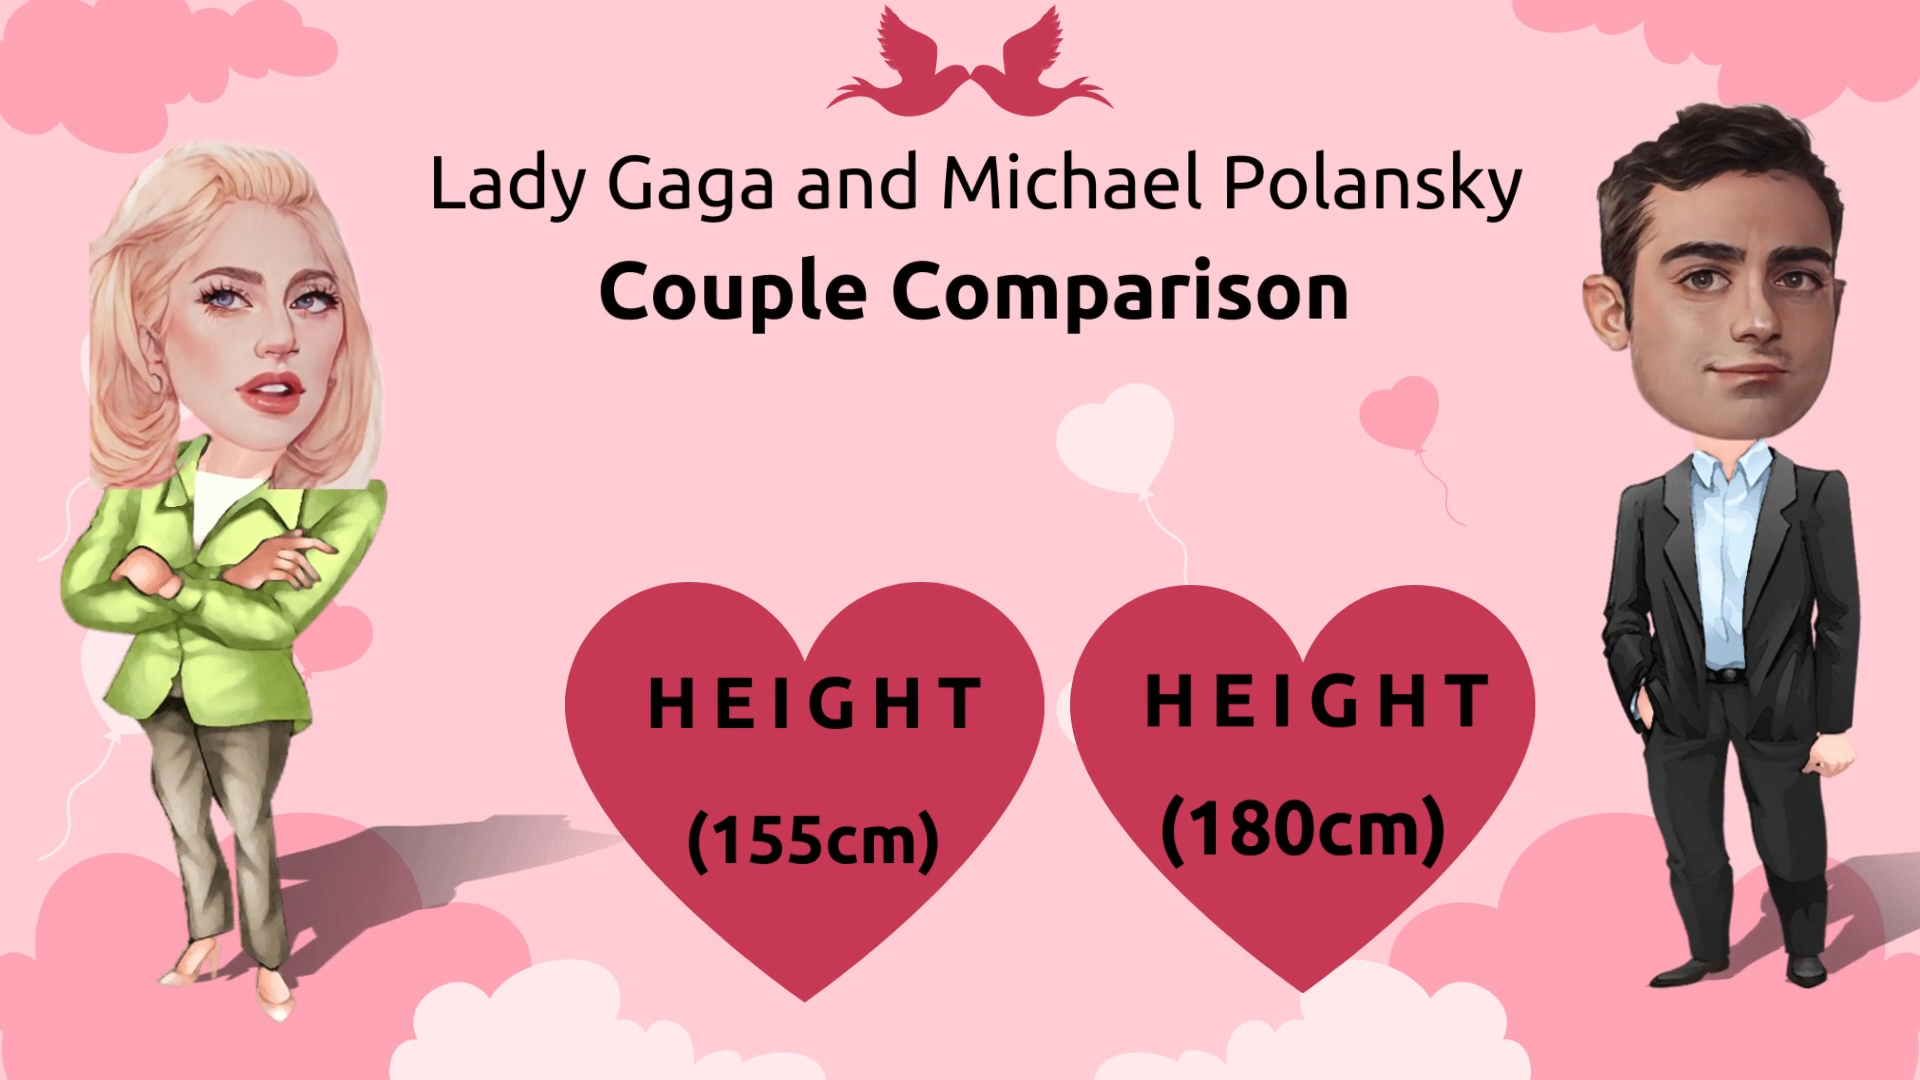 Lady Gaga and Michael Polansky
Couple Comparison
HEIGHT
(155cm)
HEIGHT
(180cm)